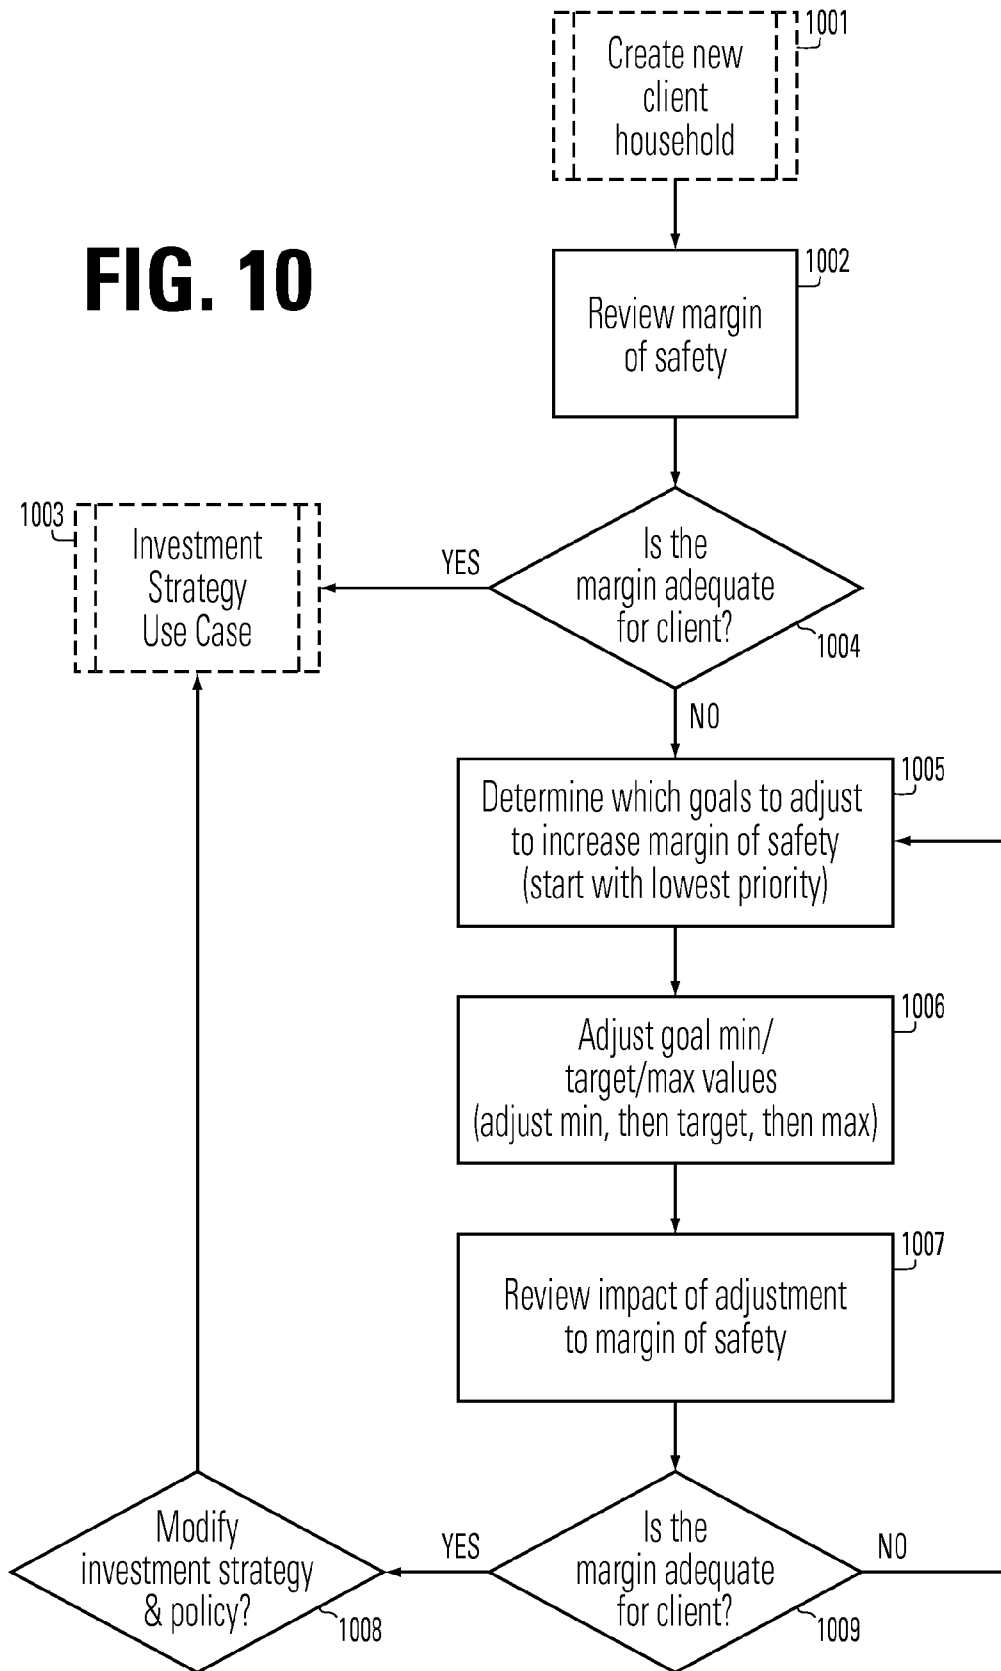 1001
Create new
client
household
FIG. 10
1002
Review margin
of safety
1003
Investment
Strategy
Use Case
YES
Is the
margin adequate
for client?
1004
NO
1005
Determine which goals to adjust
to increase margin of safety
(start with lowest priority)
1006
Adjust goal min/
target/max values
(adjust min, then target, then max)
1007
Review impact of adjustment
to margin of safety
Modify
investment strategy
& policy?
1008
YES
Is the
margin adequate
for client?
1009
NO